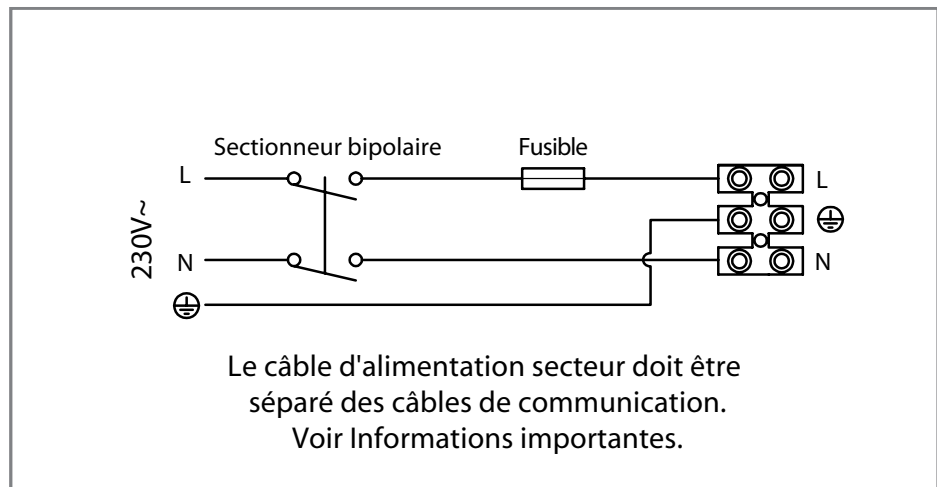 Sectionneur bipolaire
Fusible
L
L
230V~
N
N
Le câble d'alimentation secteur doit être
séparé des câbles de communication.
Voir Informations importantes.